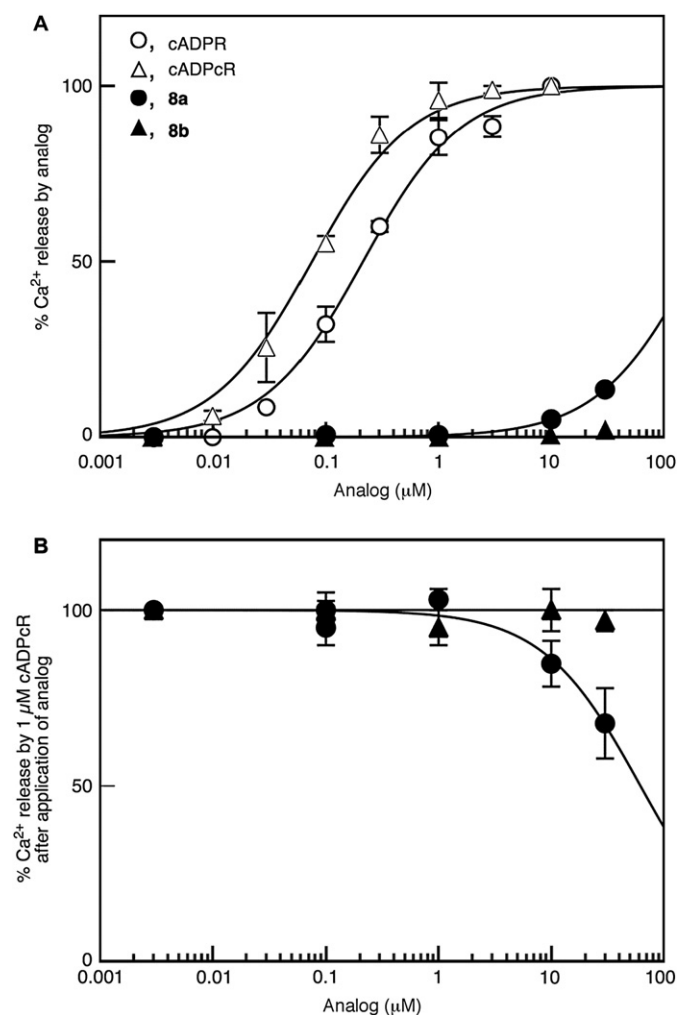 A
○, cADPR
△, cADPcR
●, 8a
▲, 8b
% Ca²⁺ release by analog
100
50
0
0.001 0.01 0.1 1 10 100
Analog (μM)
B
% Ca²⁺ release by 1 μM cADPcR
after application of analog
100
50
0
0.001 0.01 0.1 1 10 100
Analog (μM)